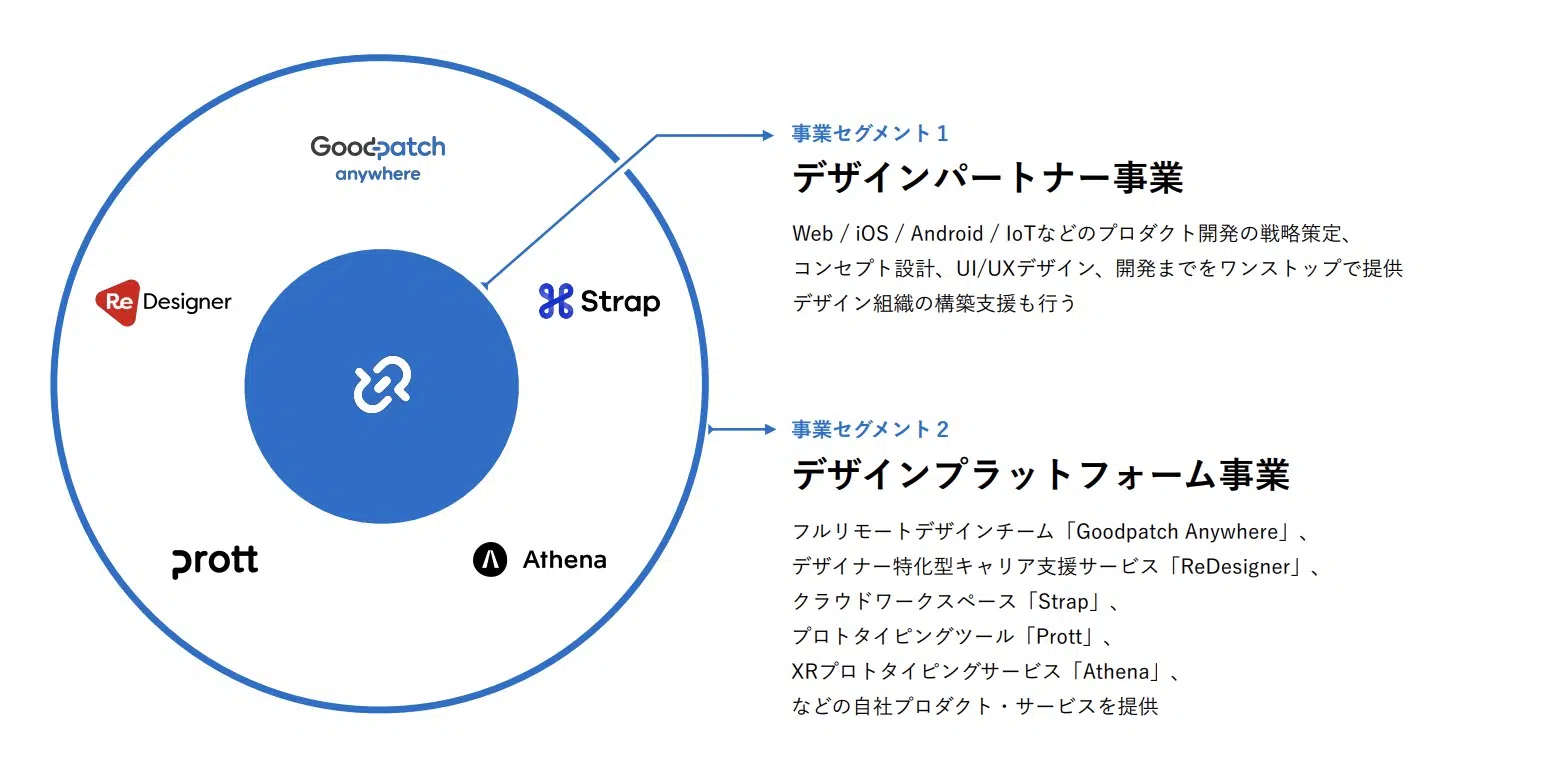 Goodpatch
anywhere
Re Designer
Strap
prott
Athena
事業セグメント 1
デザインパートナー事業
Web / iOS / Android / IoTなどのプロダクト開発の戦略策定、
コンセプト設計、UI/UXデザイン、開発までをワンストップで提供
デザイン組織の構築支援も行う
事業セグメント 2
デザインプラットフォーム事業
フルリモートデザインチーム「Goodpatch Anywhere」、
デザイナー特化型キャリア支援サービス「ReDesigner」、
クラウドワークスペース「Strap」、
プロトタイピングツール「Prott」、
XRプロトタイピングサービス「Athena」、
などの自社プロダクト・サービスを提供